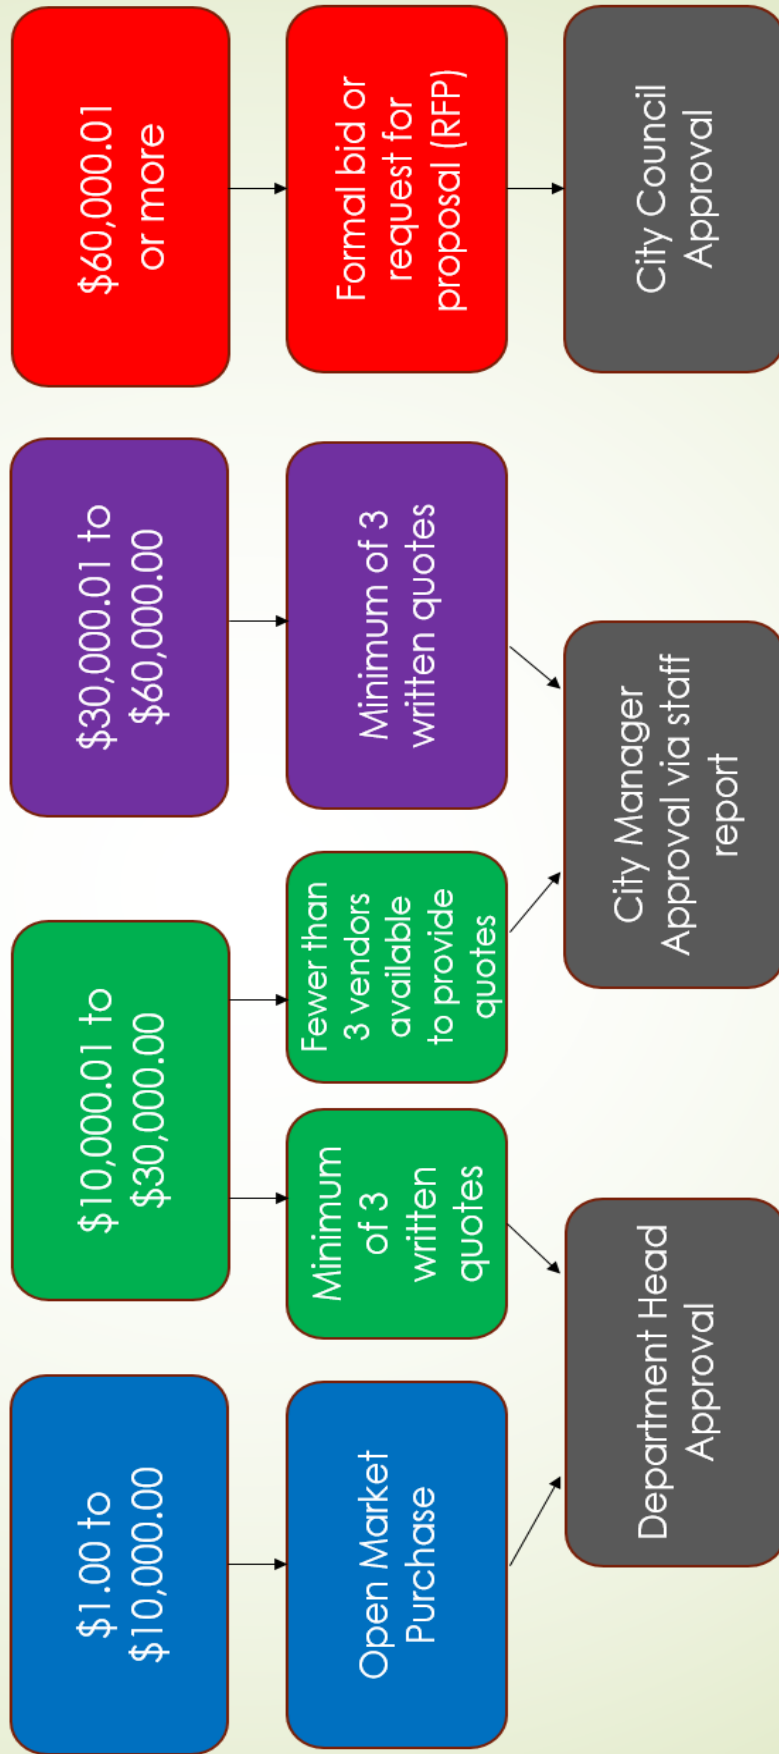 $1.00 to
$10,000.00
$10,000.01 to
$30,000.00
$30,000.01 to
$60,000.00
$60,000.01
or more
Open Market
Purchase
Minimum
of 3
written
quotes
Fewer than
3 vendors
available
to provide
quotes
Minimum of 3
written quotes
Formal bid or
request for
proposal (RFP)
Department Head
Approval
City Manager
Approval via staff
report
City Council
Approval